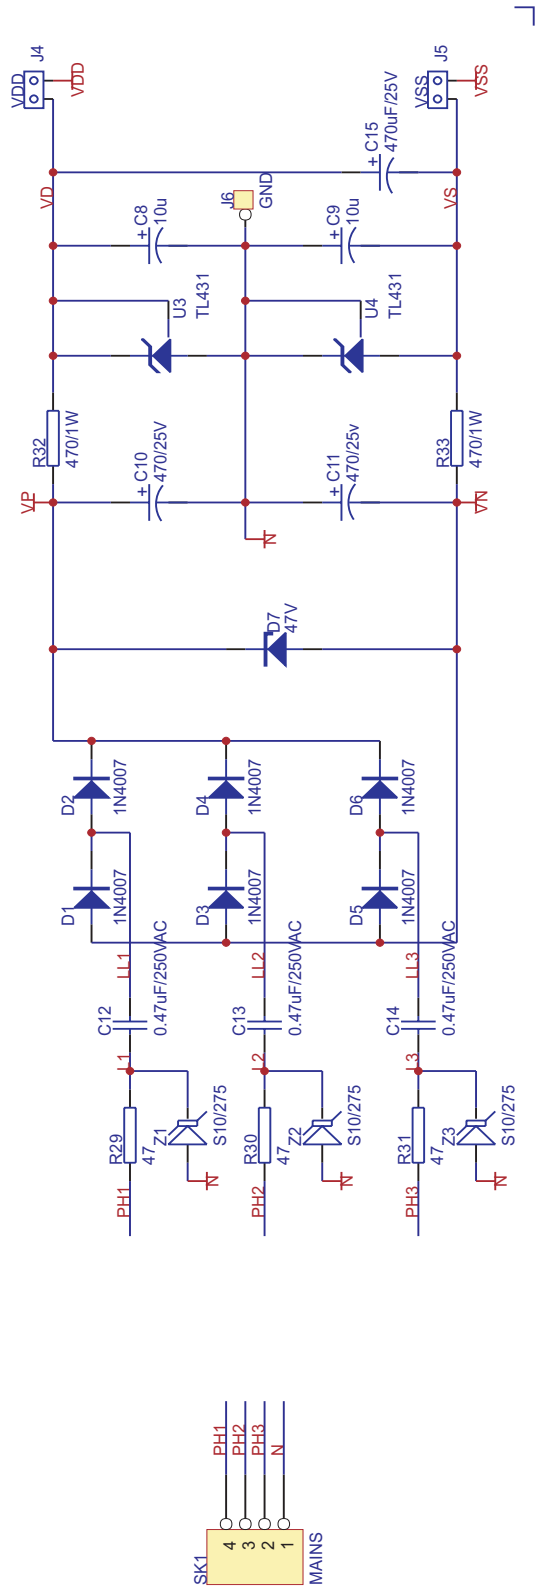 J4
VDD
VDD
J5
VSS
VSS
C15
470uF/25V
+
VD
VS
C8
10u
+
J6
GND
C9
10u
+
U3
TL431
U4
TL431
R32
470/1W
R33
470/1W
C10
470/25V
+
C11
470/25v
+
VP
VN
N
D7
47V
D2
1N4007
D4
1N4007
D6
1N4007
D1
1N4007
D3
1N4007
D5
1N4007
LL1
LL2
LL3
C12
0.47uF/250VAC
C13
0.47uF/250VAC
C14
0.47uF/250VAC
L1
L2
L3
R29
47
Z1
S10/275
R30
47
Z2
S10/275
R31
47
Z3
S10/275
N
N
N
PH1
PH2
PH3
PH1
PH2
PH3
N
SK1
4
3
2
1
MAINS